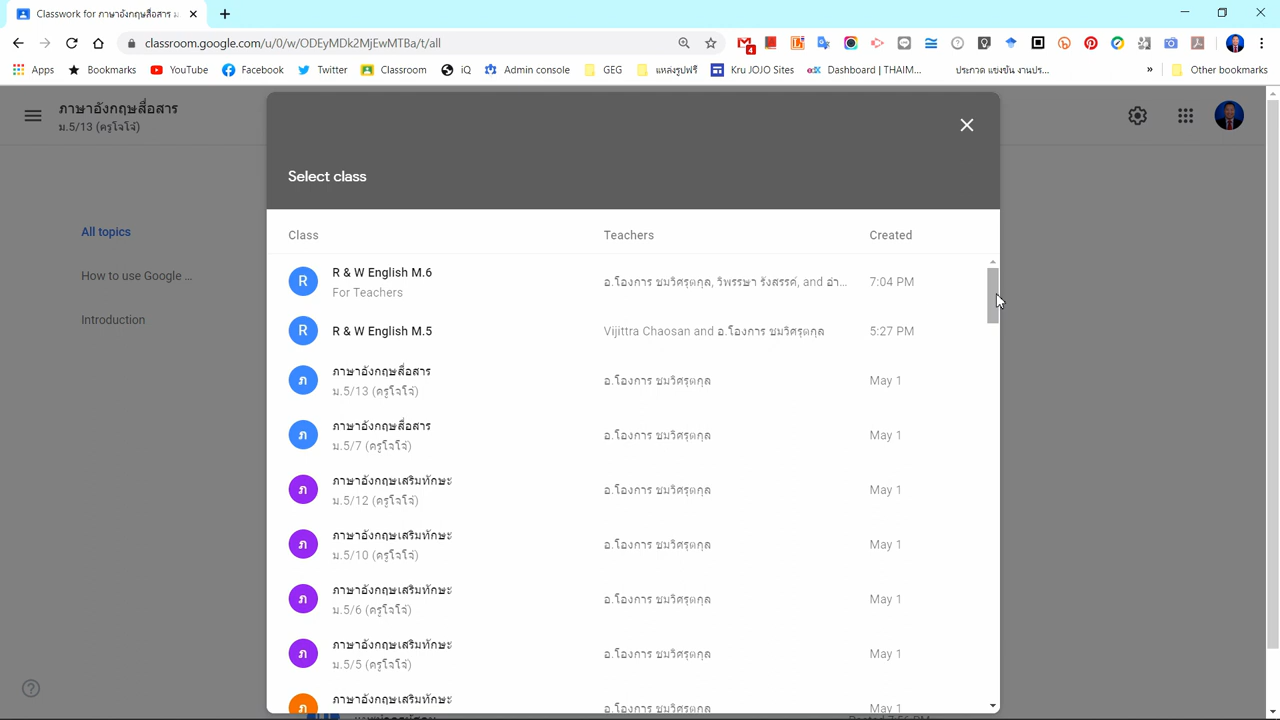 Classwork for ภาษาอังกฤษสื่อสาร ม
classroom.google.com/u/0/w/ODEyMDk2MjEwMTBa/t/all
4
Apps
Bookmarks
YouTube
Facebook
Twitter
Classroom
iQ
Admin console
GEG
แหล่งรูปฟรี
Kru JOJO Sites
Dashboard | THAIM...
ประกวด แข่งขัน งานปร...
Other bookmarks
ภาษาอังกฤษสื่อสาร
ม.5/13 (ครูโจโจ้)
Select class
All topics
How to use Google ...
Introduction
Class Teachers Created
R R & W English M.6 อ.โองการ ชมวิศรุตกุล, วิพรรษา รังสรรค์, and อ่า... 7:04 PM
For Teachers
R R & W English M.5 Vijittra Chaosan and อ.โองการ ชมวิศรุตกุล 5:27 PM
ภ ภาษาอังกฤษสื่อสาร อ.โองการ ชมวิศรุตกุล May 1
ม.5/13 (ครูโจโจ้)
ภ ภาษาอังกฤษสื่อสาร อ.โองการ ชมวิศรุตกุล May 1
ม.5/7 (ครูโจโจ้)
ภ ภาษาอังกฤษเสริมทักษะ อ.โองการ ชมวิศรุตกุล May 1
ม.5/12 (ครูโจโจ้)
ภ ภาษาอังกฤษเสริมทักษะ อ.โองการ ชมวิศรุตกุล May 1
ม.5/10 (ครูโจโจ้)
ภ ภาษาอังกฤษเสริมทักษะ อ.โองการ ชมวิศรุตกุล May 1
ม.5/6 (ครูโจโจ้)
ภ ภาษาอังกฤษเสริมทักษะ อ.โองการ ชมวิศรุตกุล May 1
ม.5/5 (ครูโจโจ้)
ภ ภาษาอังกฤษเสริมทักษะ อ.โองการ ชมวิศรุตกุล May 1